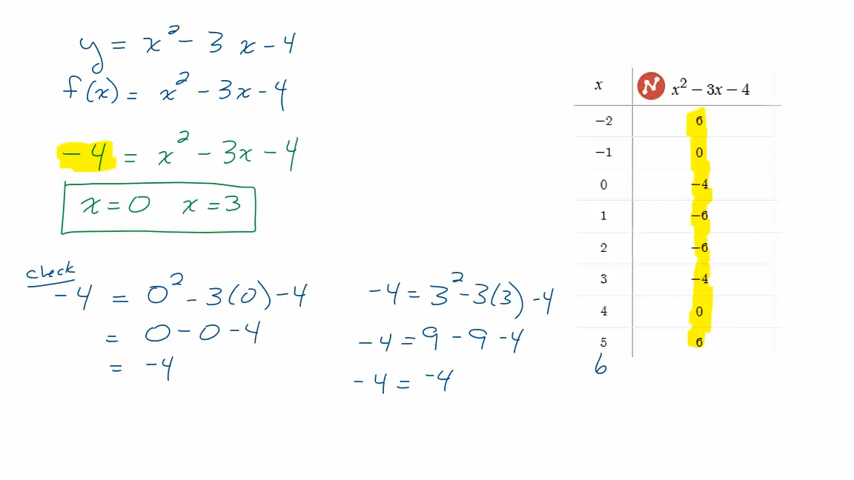 y = x² - 3x - 4
f(x) = x² - 3x - 4
-4 = x² - 3x - 4
x = 0 x = 3
check
-4 = 0² - 3(0) - 4
= 0 - 0 - 4
= -4
-4 = 3² - 3(3) - 4
-4 = 9 - 9 - 4
-4 = -4
x x² − 3x − 4
−2 6
−1 0
0 −4
1 −6
2 −6
3 −4
4 0
5 6
6